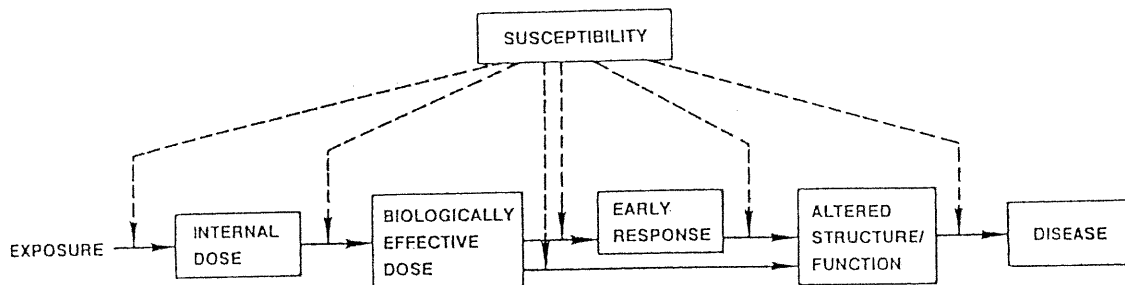 SUSCEPTIBILITY
EXPOSURE
INTERNAL
DOSE
BIOLOGICALLY
EFFECTIVE
DOSE
EARLY
RESPONSE
ALTERED
STRUCTURE/
FUNCTION
DISEASE